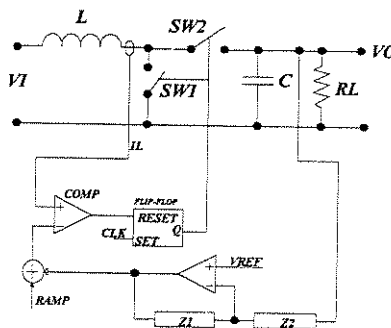 L
SW2
VO
VI
SW1
C
RL
IL
COMP
FLIP-FLOP
RESET
Q
CLK
SET
VREF
RAMP
Z1
Z2